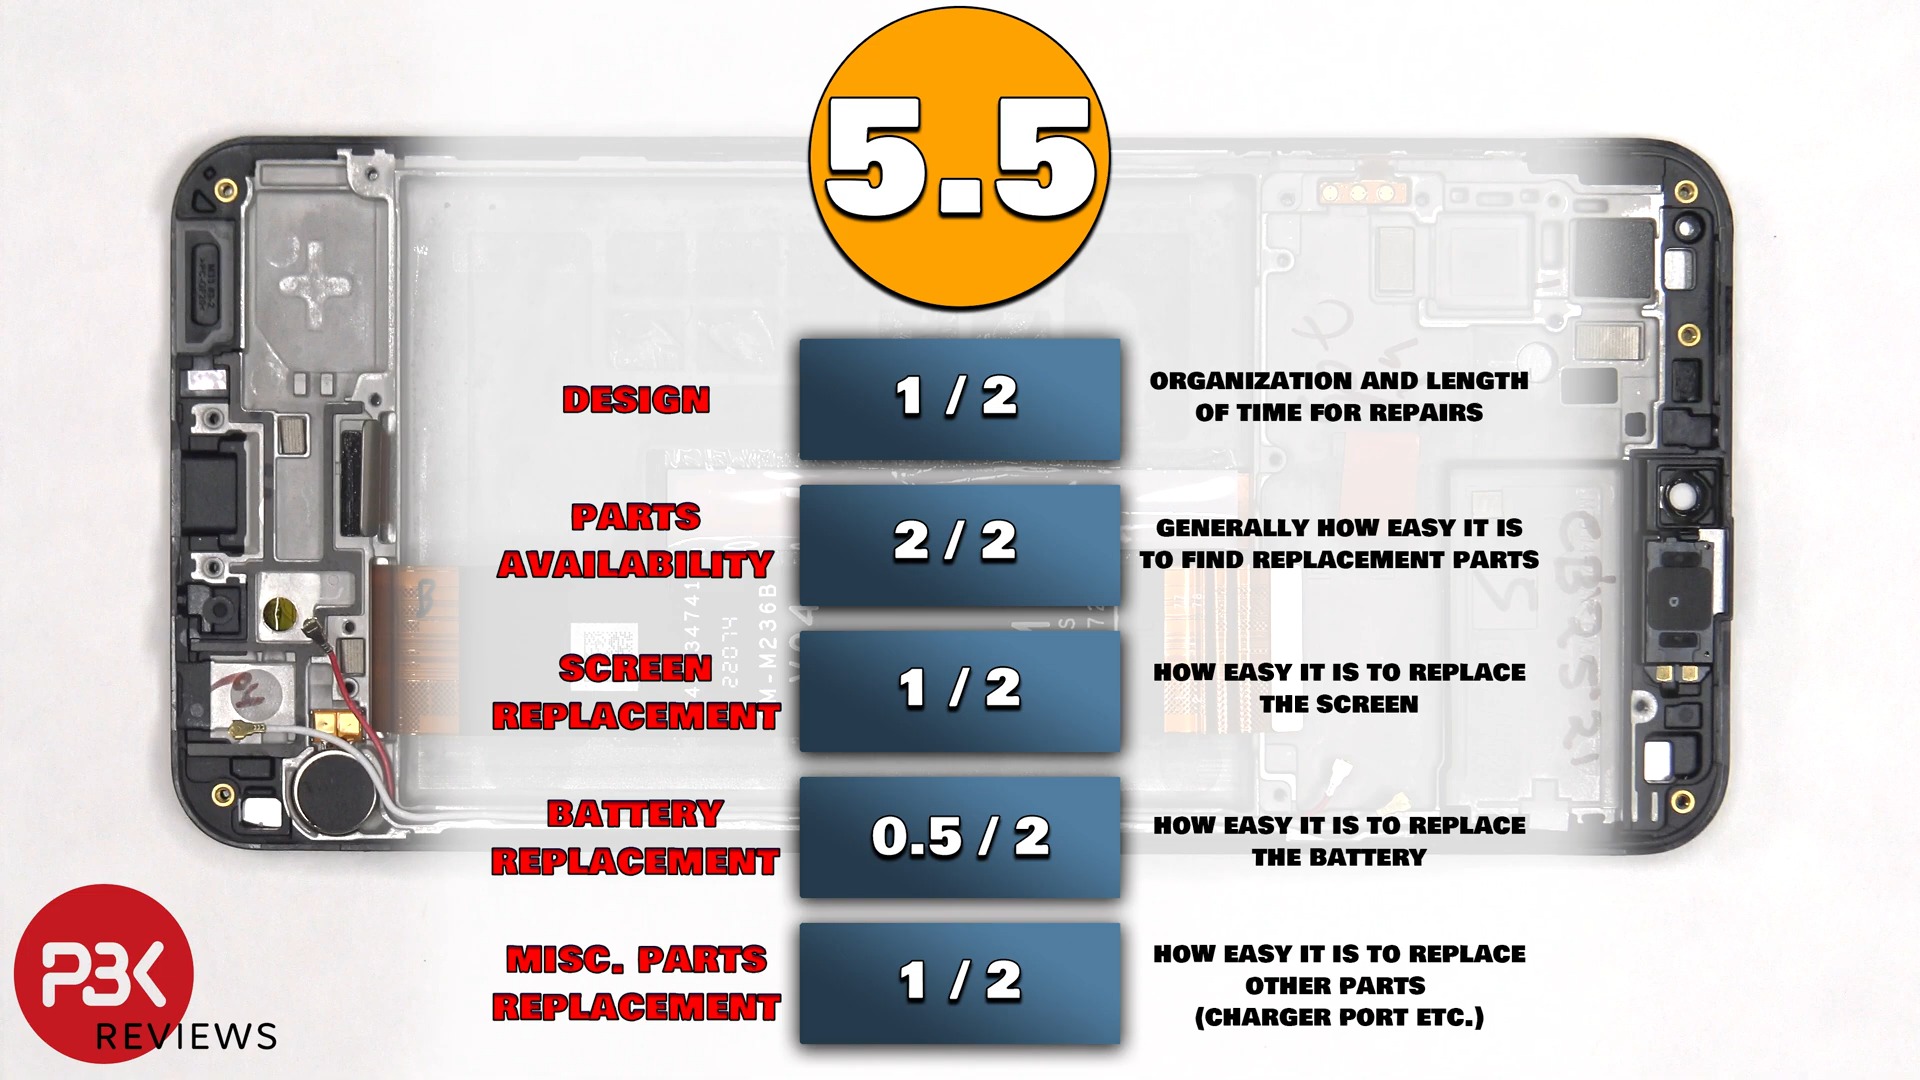 5.5
DESIGN
1 / 2
ORGANIZATION AND LENGTH
OF TIME FOR REPAIRS
PARTS
AVAILABILITY
2 / 2
GENERALLY HOW EASY IT IS
TO FIND REPLACEMENT PARTS
SCREEN
REPLACEMENT
1 / 2
HOW EASY IT IS TO REPLACE
THE SCREEN
BATTERY
REPLACEMENT
0.5 / 2
HOW EASY IT IS TO REPLACE
THE BATTERY
MISC. PARTS
REPLACEMENT
1 / 2
HOW EASY IT IS TO REPLACE
OTHER PARTS
(CHARGER PORT ETC.)
PBK
REVIEWS
22074
M-M236B
B